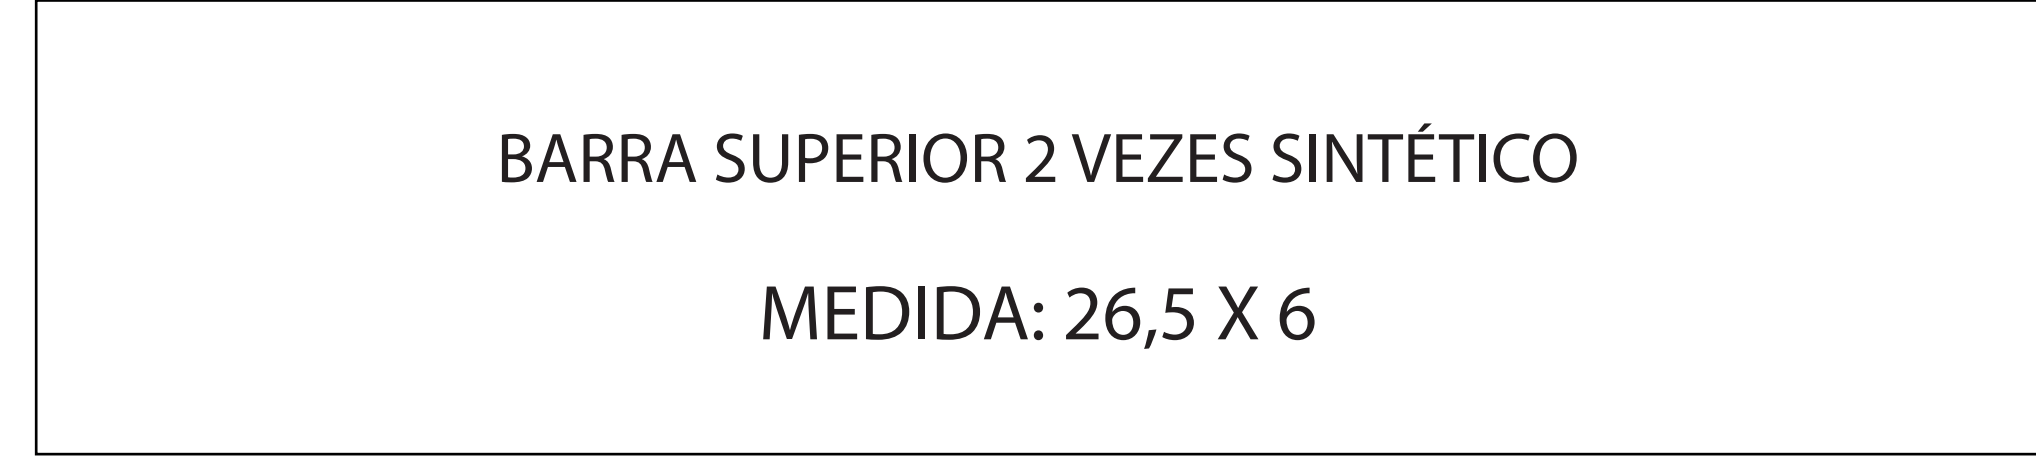 BARRA SUPERIOR 2 VEZES SINTÉTICO
MEDIDA: 26,5 X 6